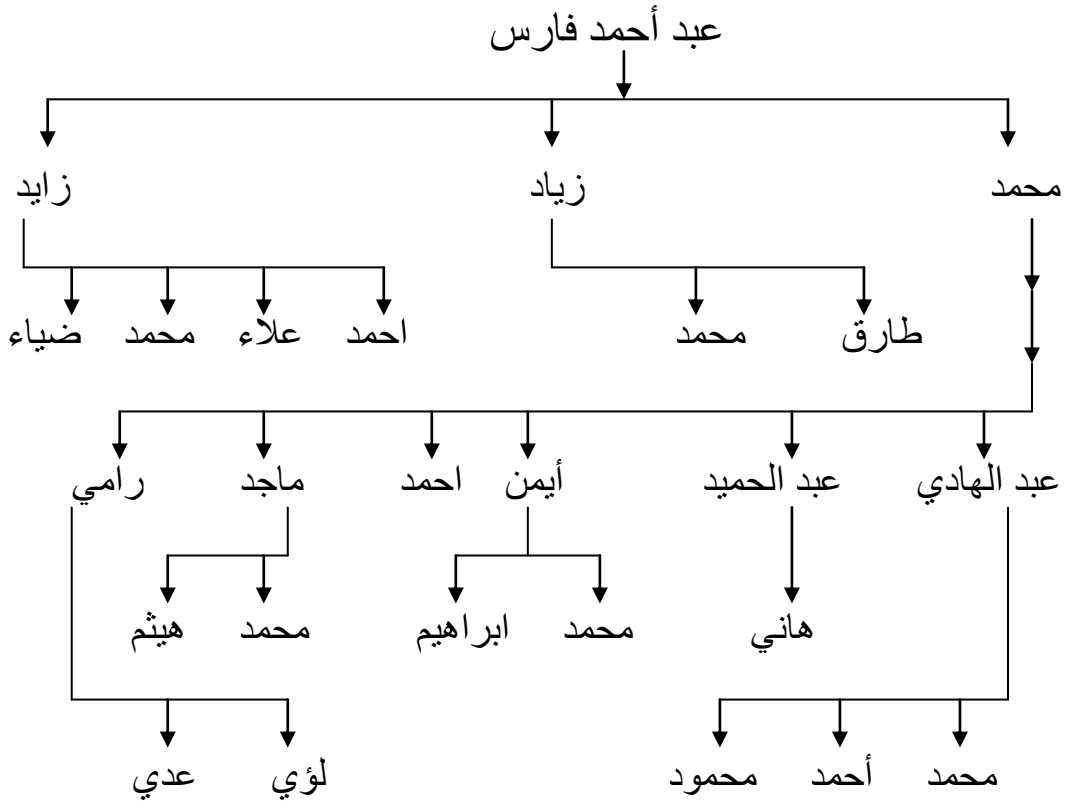 عبد أحمد فارس
محمد زياد زايد
طارق محمد احمد علاء محمد ضياء
عبد الهادي عبد الحميد أيمن احمد ماجد رامي
هاني محمد ابراهيم محمد هيثم
محمد أحمد محمود لؤي عدي